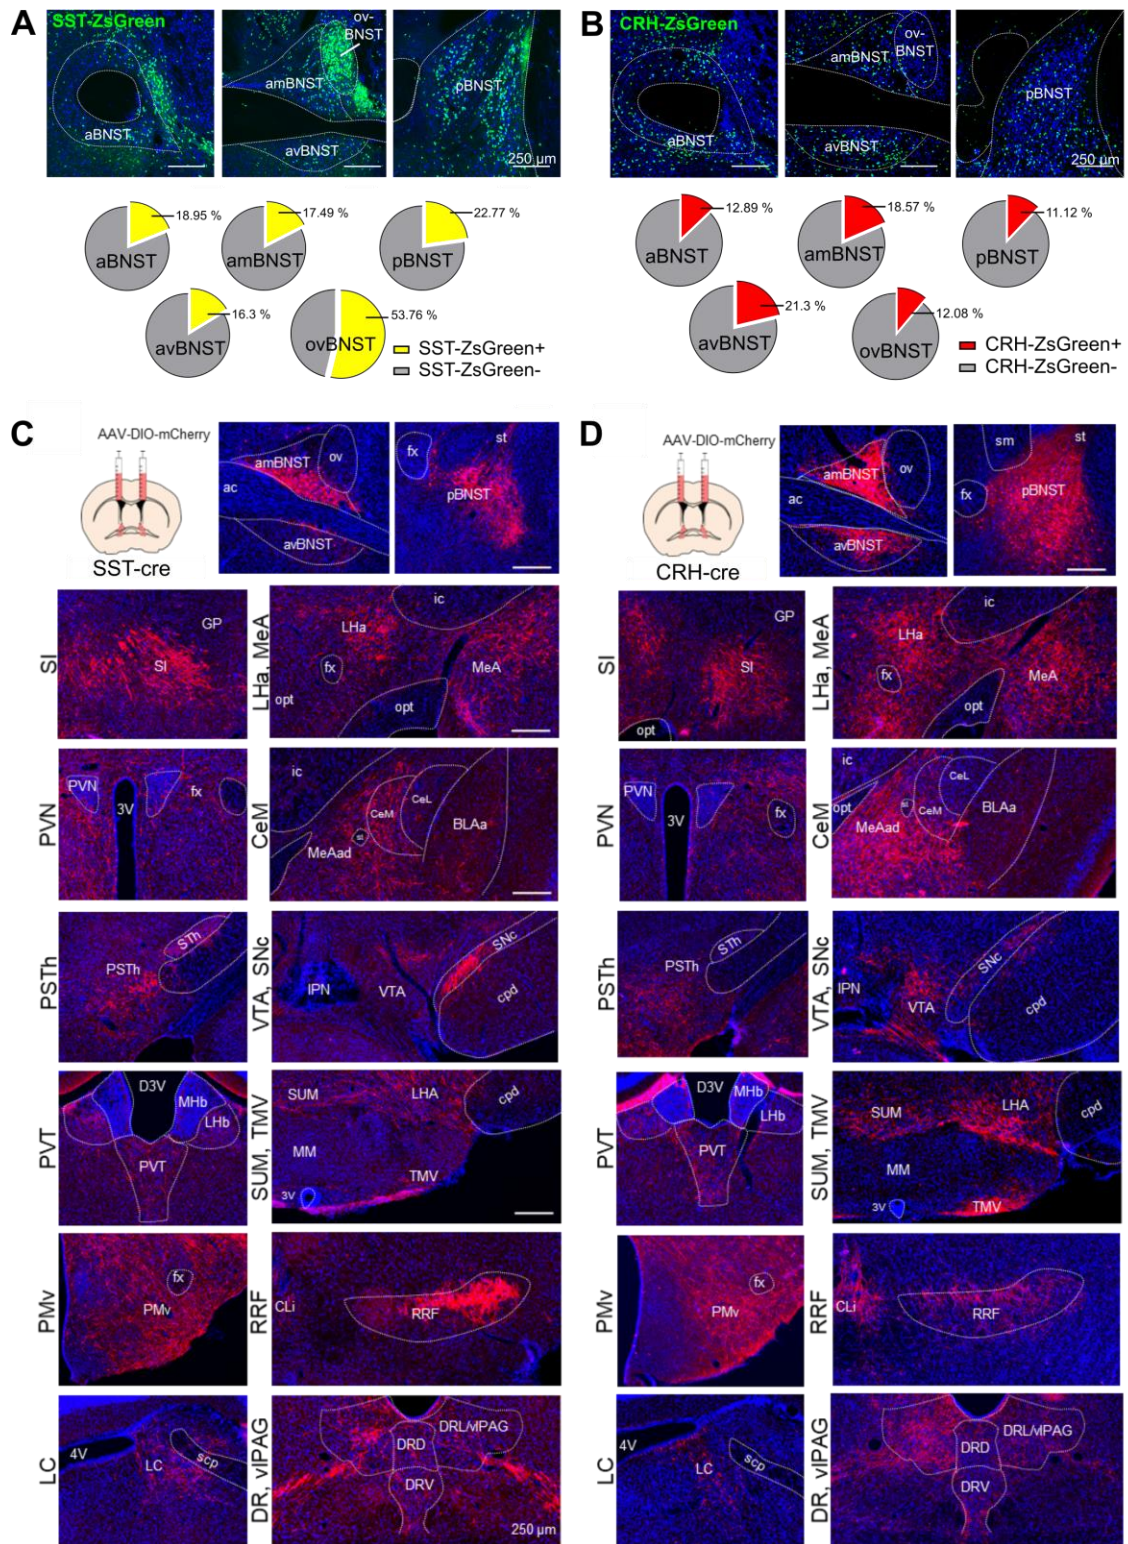 A
SST-ZsGreen
aBNST
ov-
BNST
amBNST
avBNST
pBNST
250 µm
18.95 %
aBNST
17.49 %
amBNST
22.77 %
pBNST
16.3 %
avBNST
53.76 %
ovBNST
SST-ZsGreen+
SST-ZsGreen-
B
CRH-ZsGreen
aBNST
ov-
BNST
amBNST
avBNST
pBNST
250 µm
12.89 %
aBNST
18.57 %
amBNST
11.12 %
pBNST
21.3 %
avBNST
12.08 %
ovBNST
CRH-ZsGreen+
CRH-ZsGreen-
C
AAV-DIO-mCherry
SST-cre
amBNST
ov
ac
avBNST
fx
st
pBNST
SI
GP
SI
LHa, MeA
ic
LHa
fx
MeA
opt
opt
PVN
PVN
3V
fx
CeM
ic
CeL
CeM
st
BLAa
MeAad
PSTh
STh
PSTh
VTA, SNc
SNc
IPN
VTA
cpd
PVT
D3V
MHb
LHb
PVT
SUM, TMV
SUM
LHA
cpd
MM
TMV
3V
PMv
fx
PMv
RRF
CLi
RRF
LC
4V
LC
scp
DR, vlPAG
DRL/vlPAG
DRD
DRV
250 µm
D
AAV-DIO-mCherry
CRH-cre
amBNST
ov
ac
avBNST
sm
st
fx
pBNST
SI
GP
SI
opt
LHa, MeA
ic
LHa
fx
MeA
opt
PVN
PVN
3V
fx
CeM
ic
CeL
CeM
st
opt
BLAa
MeAad
PSTh
STh
PSTh
VTA, SNc
SNc
IPN
VTA
cpd
PVT
D3V
MHb
LHb
PVT
SUM, TMV
SUM
LHA
cpd
MM
3V
TMV
PMv
fx
PMv
RRF
CLi
RRF
LC
4V
LC
scp
DR, vlPAG
DRL/vlPAG
DRD
DRV